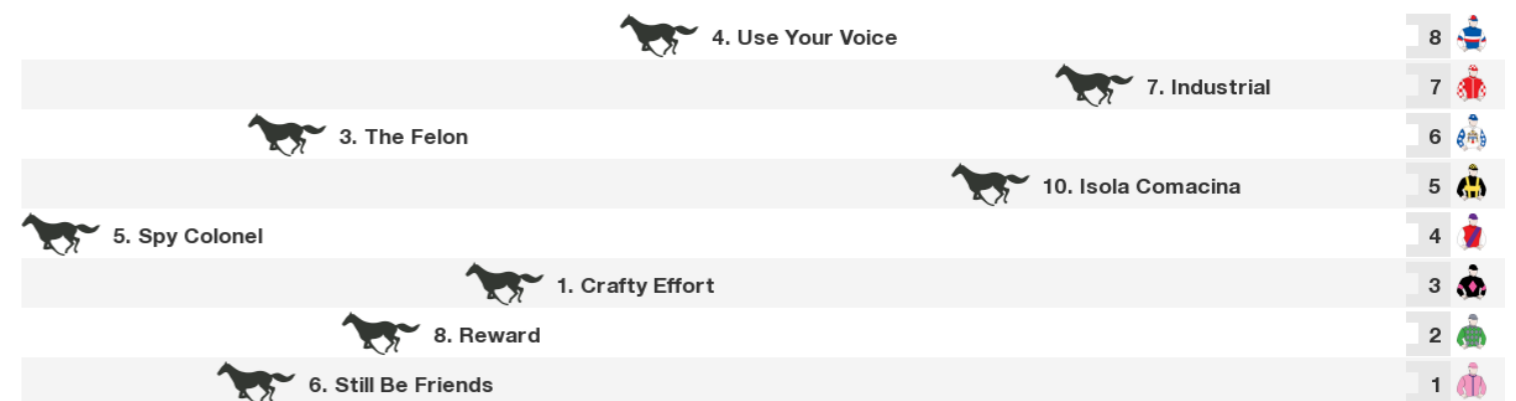 4. Use Your Voice 8
7. Industrial 7
3. The Felon 6
10. Isola Comacina 5
5. Spy Colonel 4
1. Crafty Effort 3
8. Reward 2
6. Still Be Friends 1